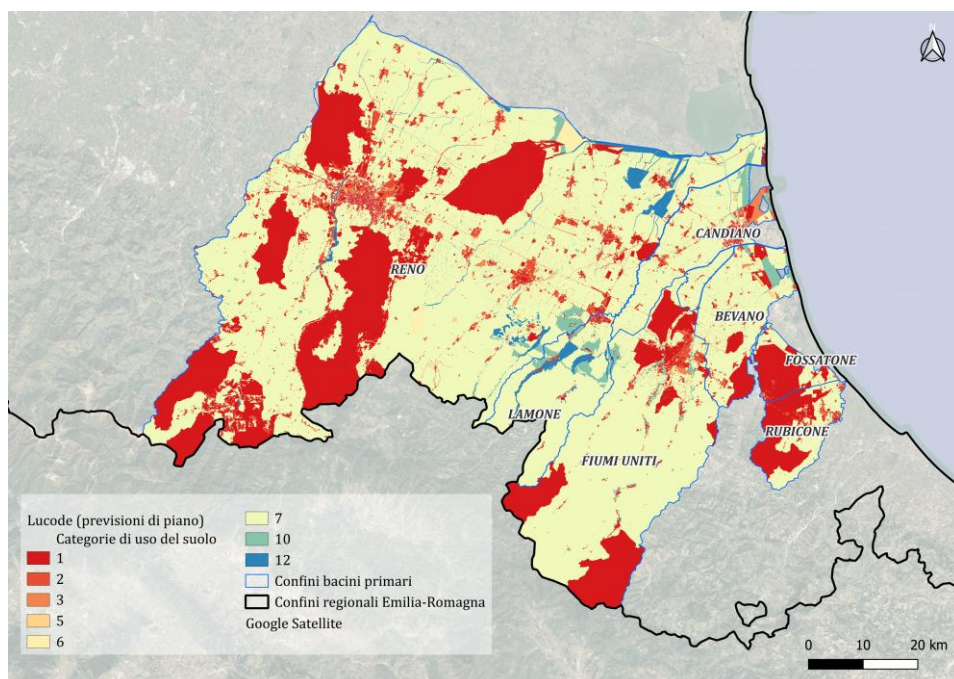 N
CANDIANO
RENO
BEVANO
FOSSATONE
LAMONE
RUBICONE
FIUMI UNITI
Lucode (previsioni di piano)
Categorie di uso del suolo
1
2
3
5
6
7
10
12
Confini bacini primari
Confini regionali Emilia-Romagna
Google Satellite
0 10 20 km